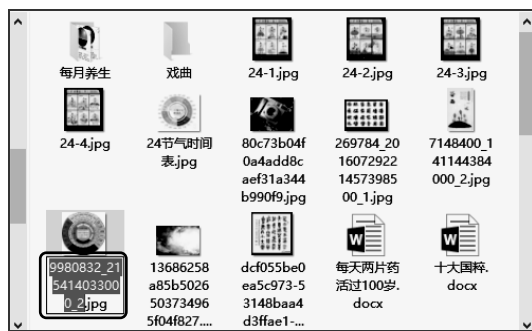 每月养生
戏曲
24-1.jpg
24-2.jpg
24-3.jpg
24-4.jpg
24节气时间
表.jpg
80c73b04f
0a4add8c
aef31a344
b990f9.jpg
269784_20
16072922
14573985
00_1.jpg
7148400_1
41144384
000_2.jpg
9980832_21
541403300
0_2.jpg
13686258
a85b5026
50373496
5f04f827....
dcf055be0
ea5c973-5
3148baa4
d3ffae1-...
每天两片药
活过100岁.
docx
十大国粹.
docx